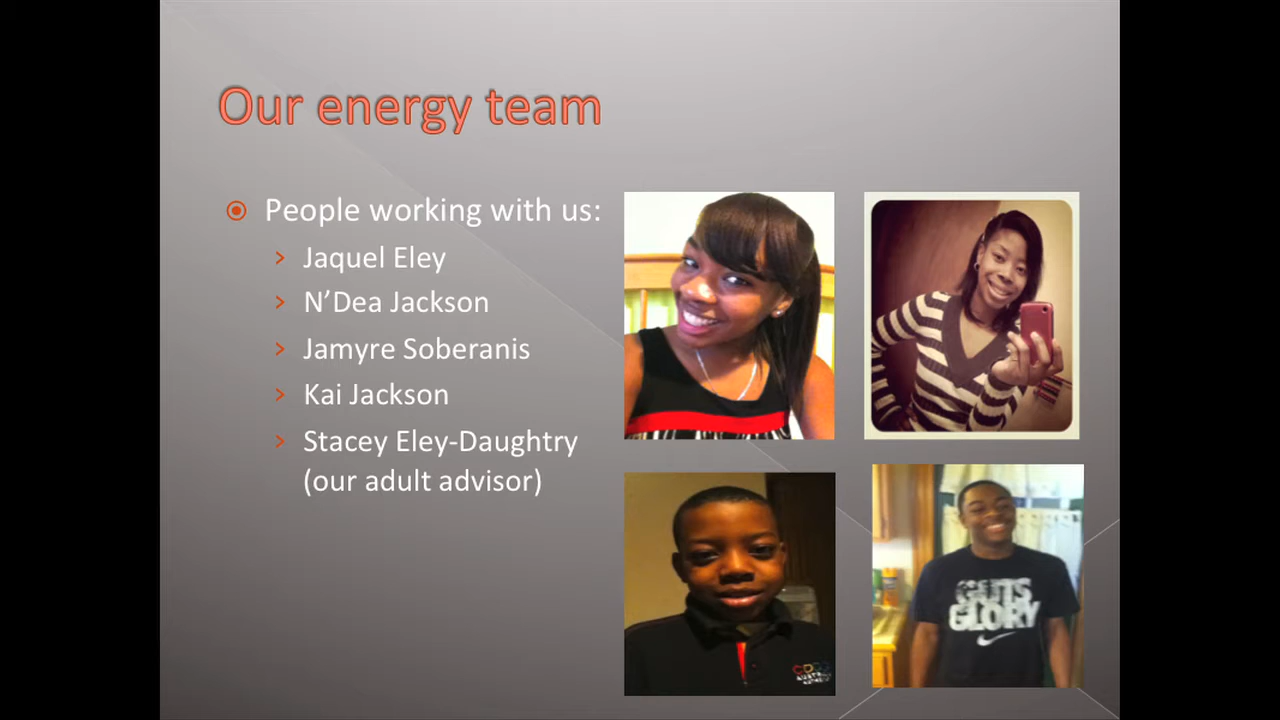 Our energy team
People working with us:
Jaquel Eley
N’Dea Jackson
Jamyre Soberanis
Kai Jackson
Stacey Eley-Daughtry
(our adult advisor)
GUTS
GLORY